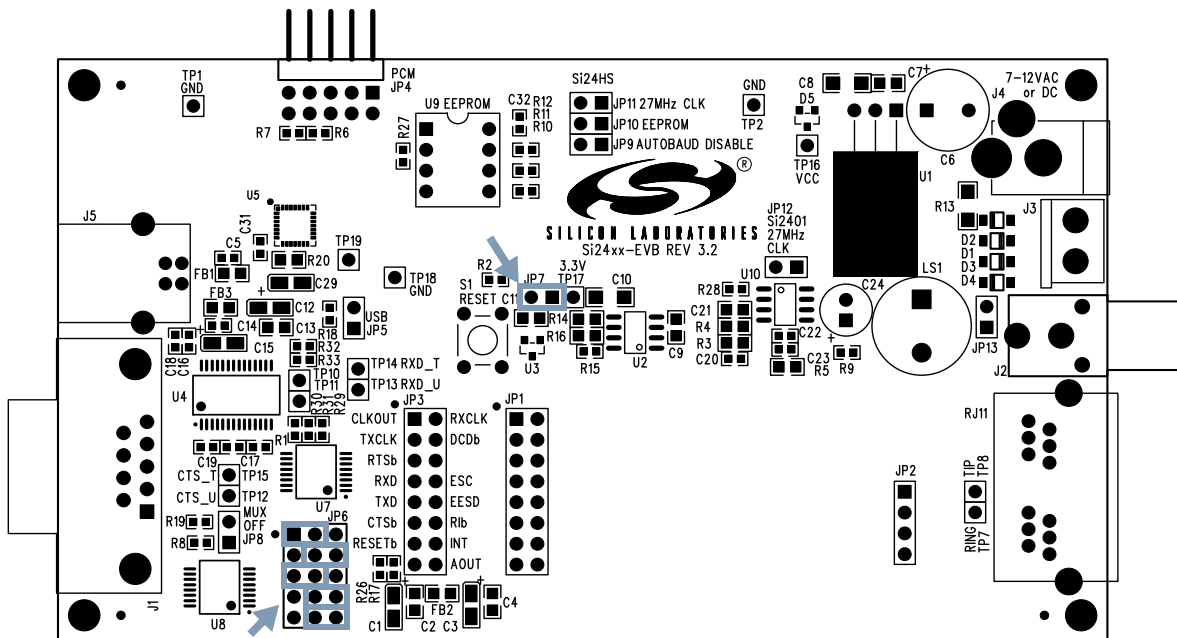 TP1
GND
PCM
JP4
R7
R6
R27
U9 EEPROM
C32
R12
R11
R10
Si24HS
JP11 27MHz CLK
JP10 EEPROM
JP9 AUTOBAUD DISABLE
GND
TP2
C8
C7
+
D5
TP16
VCC
C6
7-12VAC
or DC
J4
U1
R13
J3
®
SILICON LABORATORIES
Si24xx-EVB REV 3.2
JP12
Si2401
27MHz
CLK
D2
D1
D3
D4
J5
U5
C31
C5
FB1
R20
TP19
C29
TP18
GND
FB3
+
C12
C14
C13
C15
+
C18
C16
R18
USB
JP5
R32
R33
R2
S1
RESET
C11
JP7
3.3V
TP17
C10
R14
R16
R15
U3
U2
C9
U10
R28
C21
R4
R3
C20
C22
C23
R5
R9
+
C24
LS1
JP13
J2
U4
TP10
TP11
TP14 RXD_T
TP13 RXD_U
R30
R31
R29
R1
C19
C17
CTS_T
TP15
CTS_U
TP12
MUX
OFF
JP8
R19
R8
U8
J1
U7
JP6
JP3
JP1
CLKOUT
RXCLK
TXCLK
DCDb
RTSb
RXD
ESC
TXD
EESD
CTSb
RIb
RESETb
INT
AOUT
R26
R17
+
C1
C2
FB2
C3
+
C4
JP2
RJ11
TIP
TP8
RING
TP7